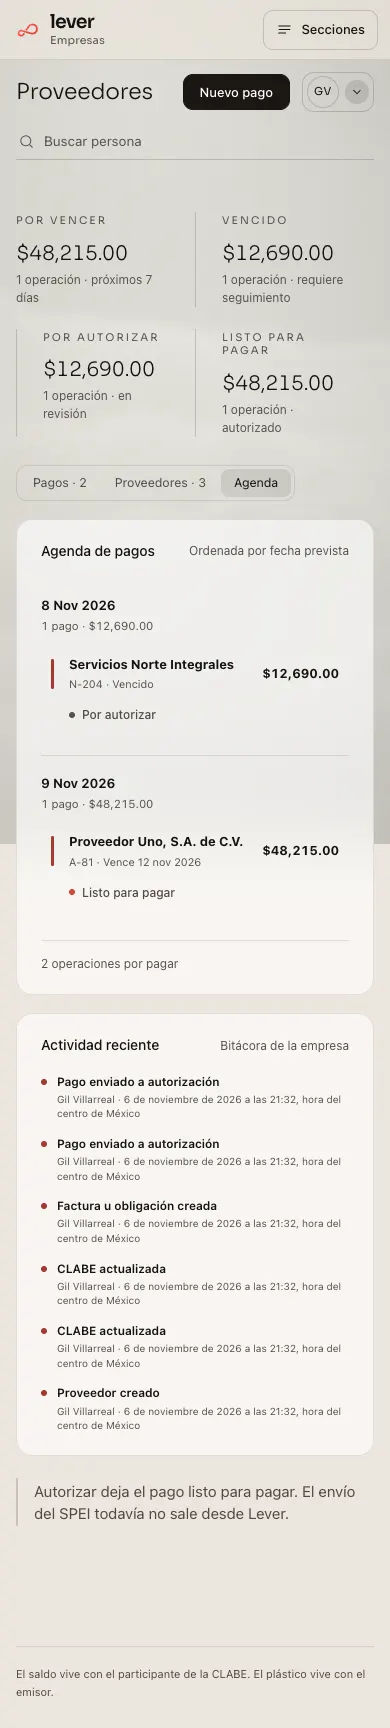 lever
Empresas
Secciones
Proveedores
Nuevo pago
GV
Buscar persona
POR VENCER
$48,215.00
1 operación · próximos 7
días
VENCIDO
$12,690.00
1 operación · requiere
seguimiento
POR AUTORIZAR
$12,690.00
1 operación · en
revisión
LISTO PARA
PAGAR
$48,215.00
1 operación ·
autorizado
Pagos · 2
Proveedores · 3
Agenda
Agenda de pagos
Ordenada por fecha prevista
8 Nov 2026
1 pago · $12,690.00
Servicios Norte Integrales
$12,690.00
N-204 · Vencido
Por autorizar
9 Nov 2026
1 pago · $48,215.00
Proveedor Uno, S.A. de C.V.
$48,215.00
A-81 · Vence 12 nov 2026
Listo para pagar
2 operaciones por pagar
Actividad reciente
Bitácora de la empresa
Pago enviado a autorización
Gil Villarreal · 6 de noviembre de 2026 a las 21:32, hora del
centro de México
Pago enviado a autorización
Gil Villarreal · 6 de noviembre de 2026 a las 21:32, hora del
centro de México
Factura u obligación creada
Gil Villarreal · 6 de noviembre de 2026 a las 21:32, hora del
centro de México
CLABE actualizada
Gil Villarreal · 6 de noviembre de 2026 a las 21:32, hora del
centro de México
CLABE actualizada
Gil Villarreal · 6 de noviembre de 2026 a las 21:32, hora del
centro de México
Proveedor creado
Gil Villarreal · 6 de noviembre de 2026 a las 21:32, hora del
centro de México
Autorizar deja el pago listo para pagar. El envío
del SPEI todavía no sale desde Lever.
El saldo vive con el participante de la CLABE. El plástico vive con el
emisor.